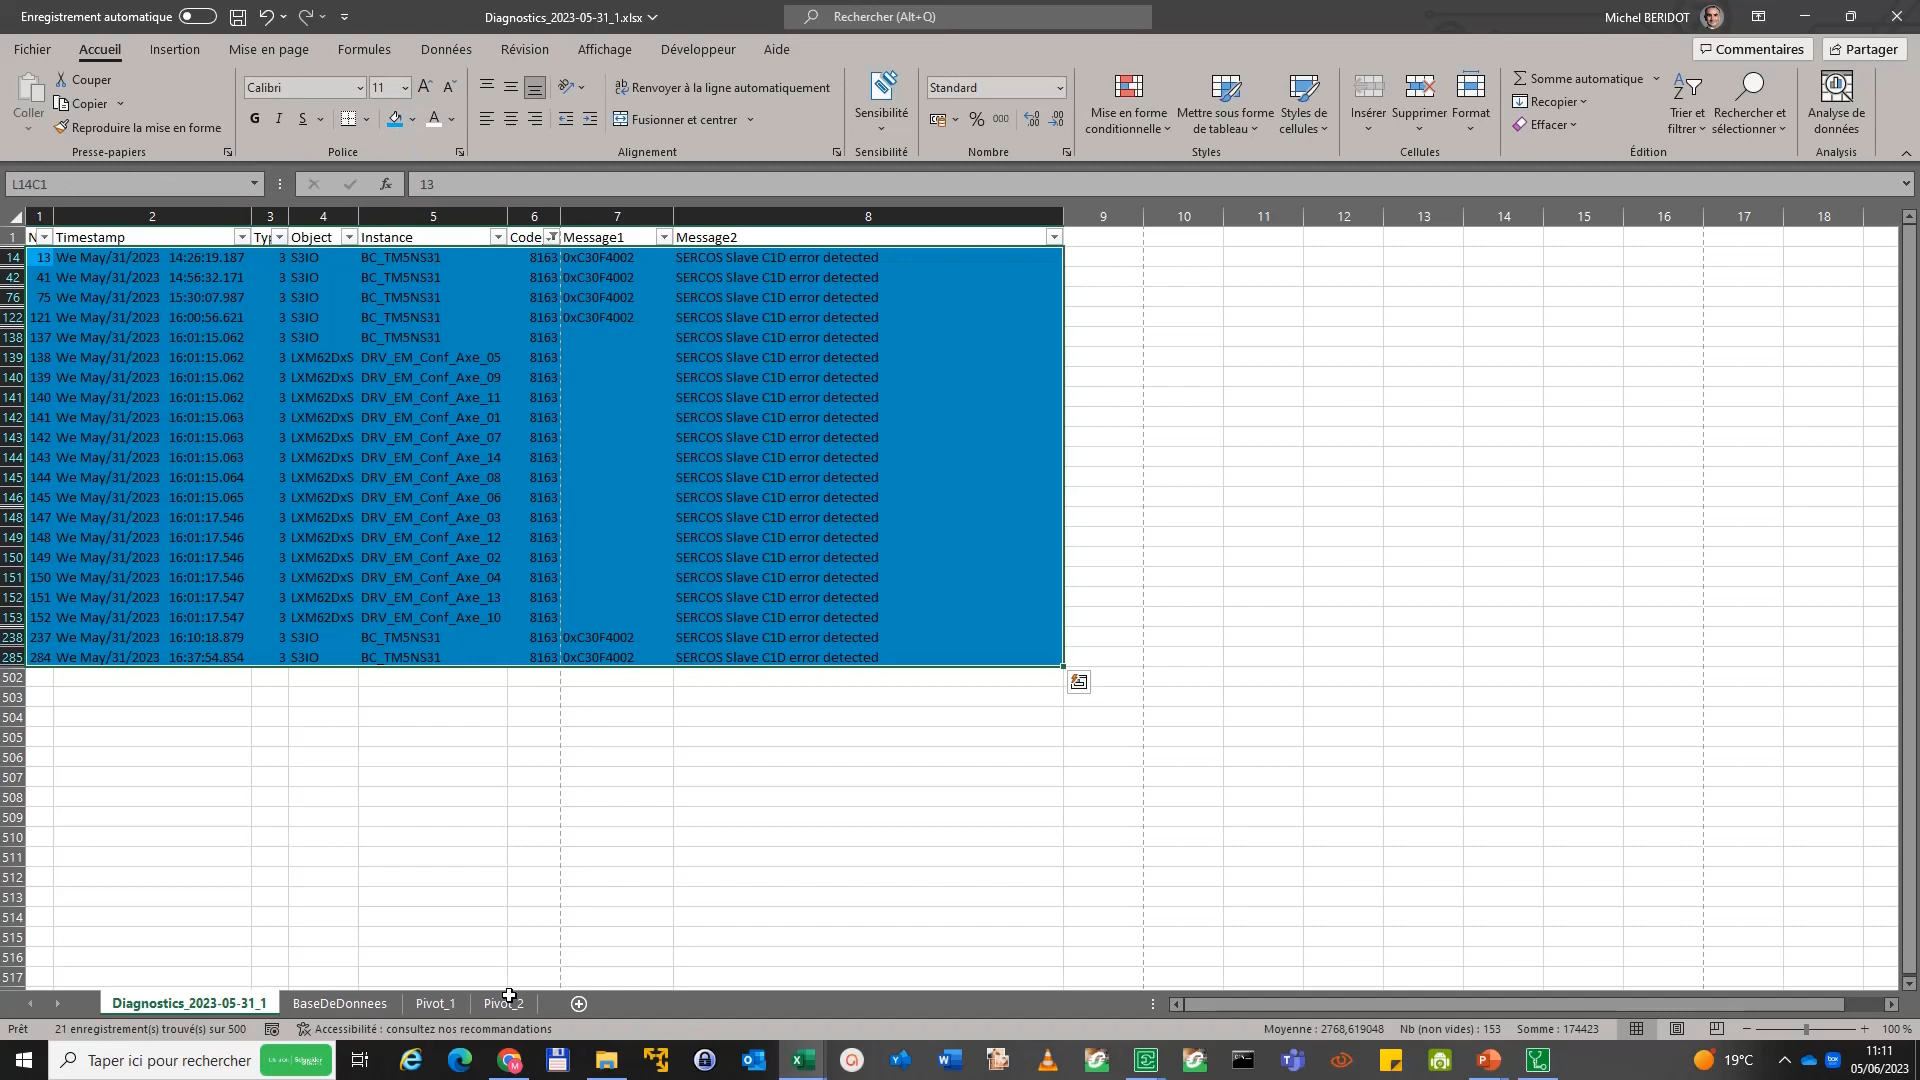 Enregistrement automatique
Diagnostics_2023-05-31_1.xlsx
Rechercher (Alt+Q)
Michel BERIDOT
Fichier Accueil Insertion Mise en page Formules Données Révision Affichage Développeur Aide
Commentaires Partager
Coller
Couper
Copier
Reproduire la mise en forme
Presse-papiers
Calibri 11
G I S
Police
Renvoyer à la ligne automatiquement
Fusionner et centrer
Alignement
Sensibilité
Sensibilité
Standard
% 000
Nombre
Mise en forme conditionnelle
Mettre sous forme de tableau
Styles de cellules
Styles
Insérer Supprimer Format
Cellules
Somme automatique
Recopier
Effacer
Trier et filtrer
Rechercher et sélectionner
Édition
Analyse de données
Analysis
L14C1 fx 13
1 2 3 4 5 6 7 8 9 10 11 12 13 14 15 16 17 18
1 N Timestamp Typ Object Instance Code Message1 Message2
14 13 We May/31/2023 14:26:19.187 3 S3IO BC_TM5NS31 8163 0xC30F4002 SERCOS Slave C1D error detected
42 41 We May/31/2023 14:56:32.171 3 S3IO BC_TM5NS31 8163 0xC30F4002 SERCOS Slave C1D error detected
76 75 We May/31/2023 15:30:07.987 3 S3IO BC_TM5NS31 8163 0xC30F4002 SERCOS Slave C1D error detected
122 121 We May/31/2023 16:00:56.621 3 S3IO BC_TM5NS31 8163 0xC30F4002 SERCOS Slave C1D error detected
138 137 We May/31/2023 16:01:15.062 3 S3IO BC_TM5NS31 8163 SERCOS Slave C1D error detected
139 138 We May/31/2023 16:01:15.062 3 LXM62DxS DRV_EM_Conf_Axe_05 8163 SERCOS Slave C1D error detected
140 139 We May/31/2023 16:01:15.062 3 LXM62DxS DRV_EM_Conf_Axe_09 8163 SERCOS Slave C1D error detected
141 140 We May/31/2023 16:01:15.062 3 LXM62DxS DRV_EM_Conf_Axe_11 8163 SERCOS Slave C1D error detected
142 141 We May/31/2023 16:01:15.063 3 LXM62DxS DRV_EM_Conf_Axe_01 8163 SERCOS Slave C1D error detected
143 142 We May/31/2023 16:01:15.063 3 LXM62DxS DRV_EM_Conf_Axe_07 8163 SERCOS Slave C1D error detected
144 143 We May/31/2023 16:01:15.063 3 LXM62DxS DRV_EM_Conf_Axe_14 8163 SERCOS Slave C1D error detected
145 144 We May/31/2023 16:01:15.064 3 LXM62DxS DRV_EM_Conf_Axe_08 8163 SERCOS Slave C1D error detected
146 145 We May/31/2023 16:01:15.065 3 LXM62DxS DRV_EM_Conf_Axe_06 8163 SERCOS Slave C1D error detected
148 147 We May/31/2023 16:01:17.546 3 LXM62DxS DRV_EM_Conf_Axe_03 8163 SERCOS Slave C1D error detected
149 148 We May/31/2023 16:01:17.546 3 LXM62DxS DRV_EM_Conf_Axe_12 8163 SERCOS Slave C1D error detected
150 149 We May/31/2023 16:01:17.546 3 LXM62DxS DRV_EM_Conf_Axe_02 8163 SERCOS Slave C1D error detected
151 150 We May/31/2023 16:01:17.546 3 LXM62DxS DRV_EM_Conf_Axe_04 8163 SERCOS Slave C1D error detected
152 151 We May/31/2023 16:01:17.547 3 LXM62DxS DRV_EM_Conf_Axe_13 8163 SERCOS Slave C1D error detected
153 152 We May/31/2023 16:01:17.547 3 LXM62DxS DRV_EM_Conf_Axe_10 8163 SERCOS Slave C1D error detected
238 237 We May/31/2023 16:10:18.879 3 S3IO BC_TM5NS31 8163 0xC30F4002 SERCOS Slave C1D error detected
285 284 We May/31/2023 16:37:54.854 3 S3IO BC_TM5NS31 8163 0xC30F4002 SERCOS Slave C1D error detected
502
503
504
505
506
507
508
509
510
511
512
513
514
515
516
517
Diagnostics_2023-05-31_1 BaseDeDonnees Pivot_1 Pivot_2
Prêt 21 enregistrement(s) trouvé(s) sur 500 Accessibilité : consultez nos recommandations Moyenne : 2768,619048 Nb (non vides) : 153 Somme : 174423 100 %
Taper ici pour rechercher
19°C
11:11
05/06/2023